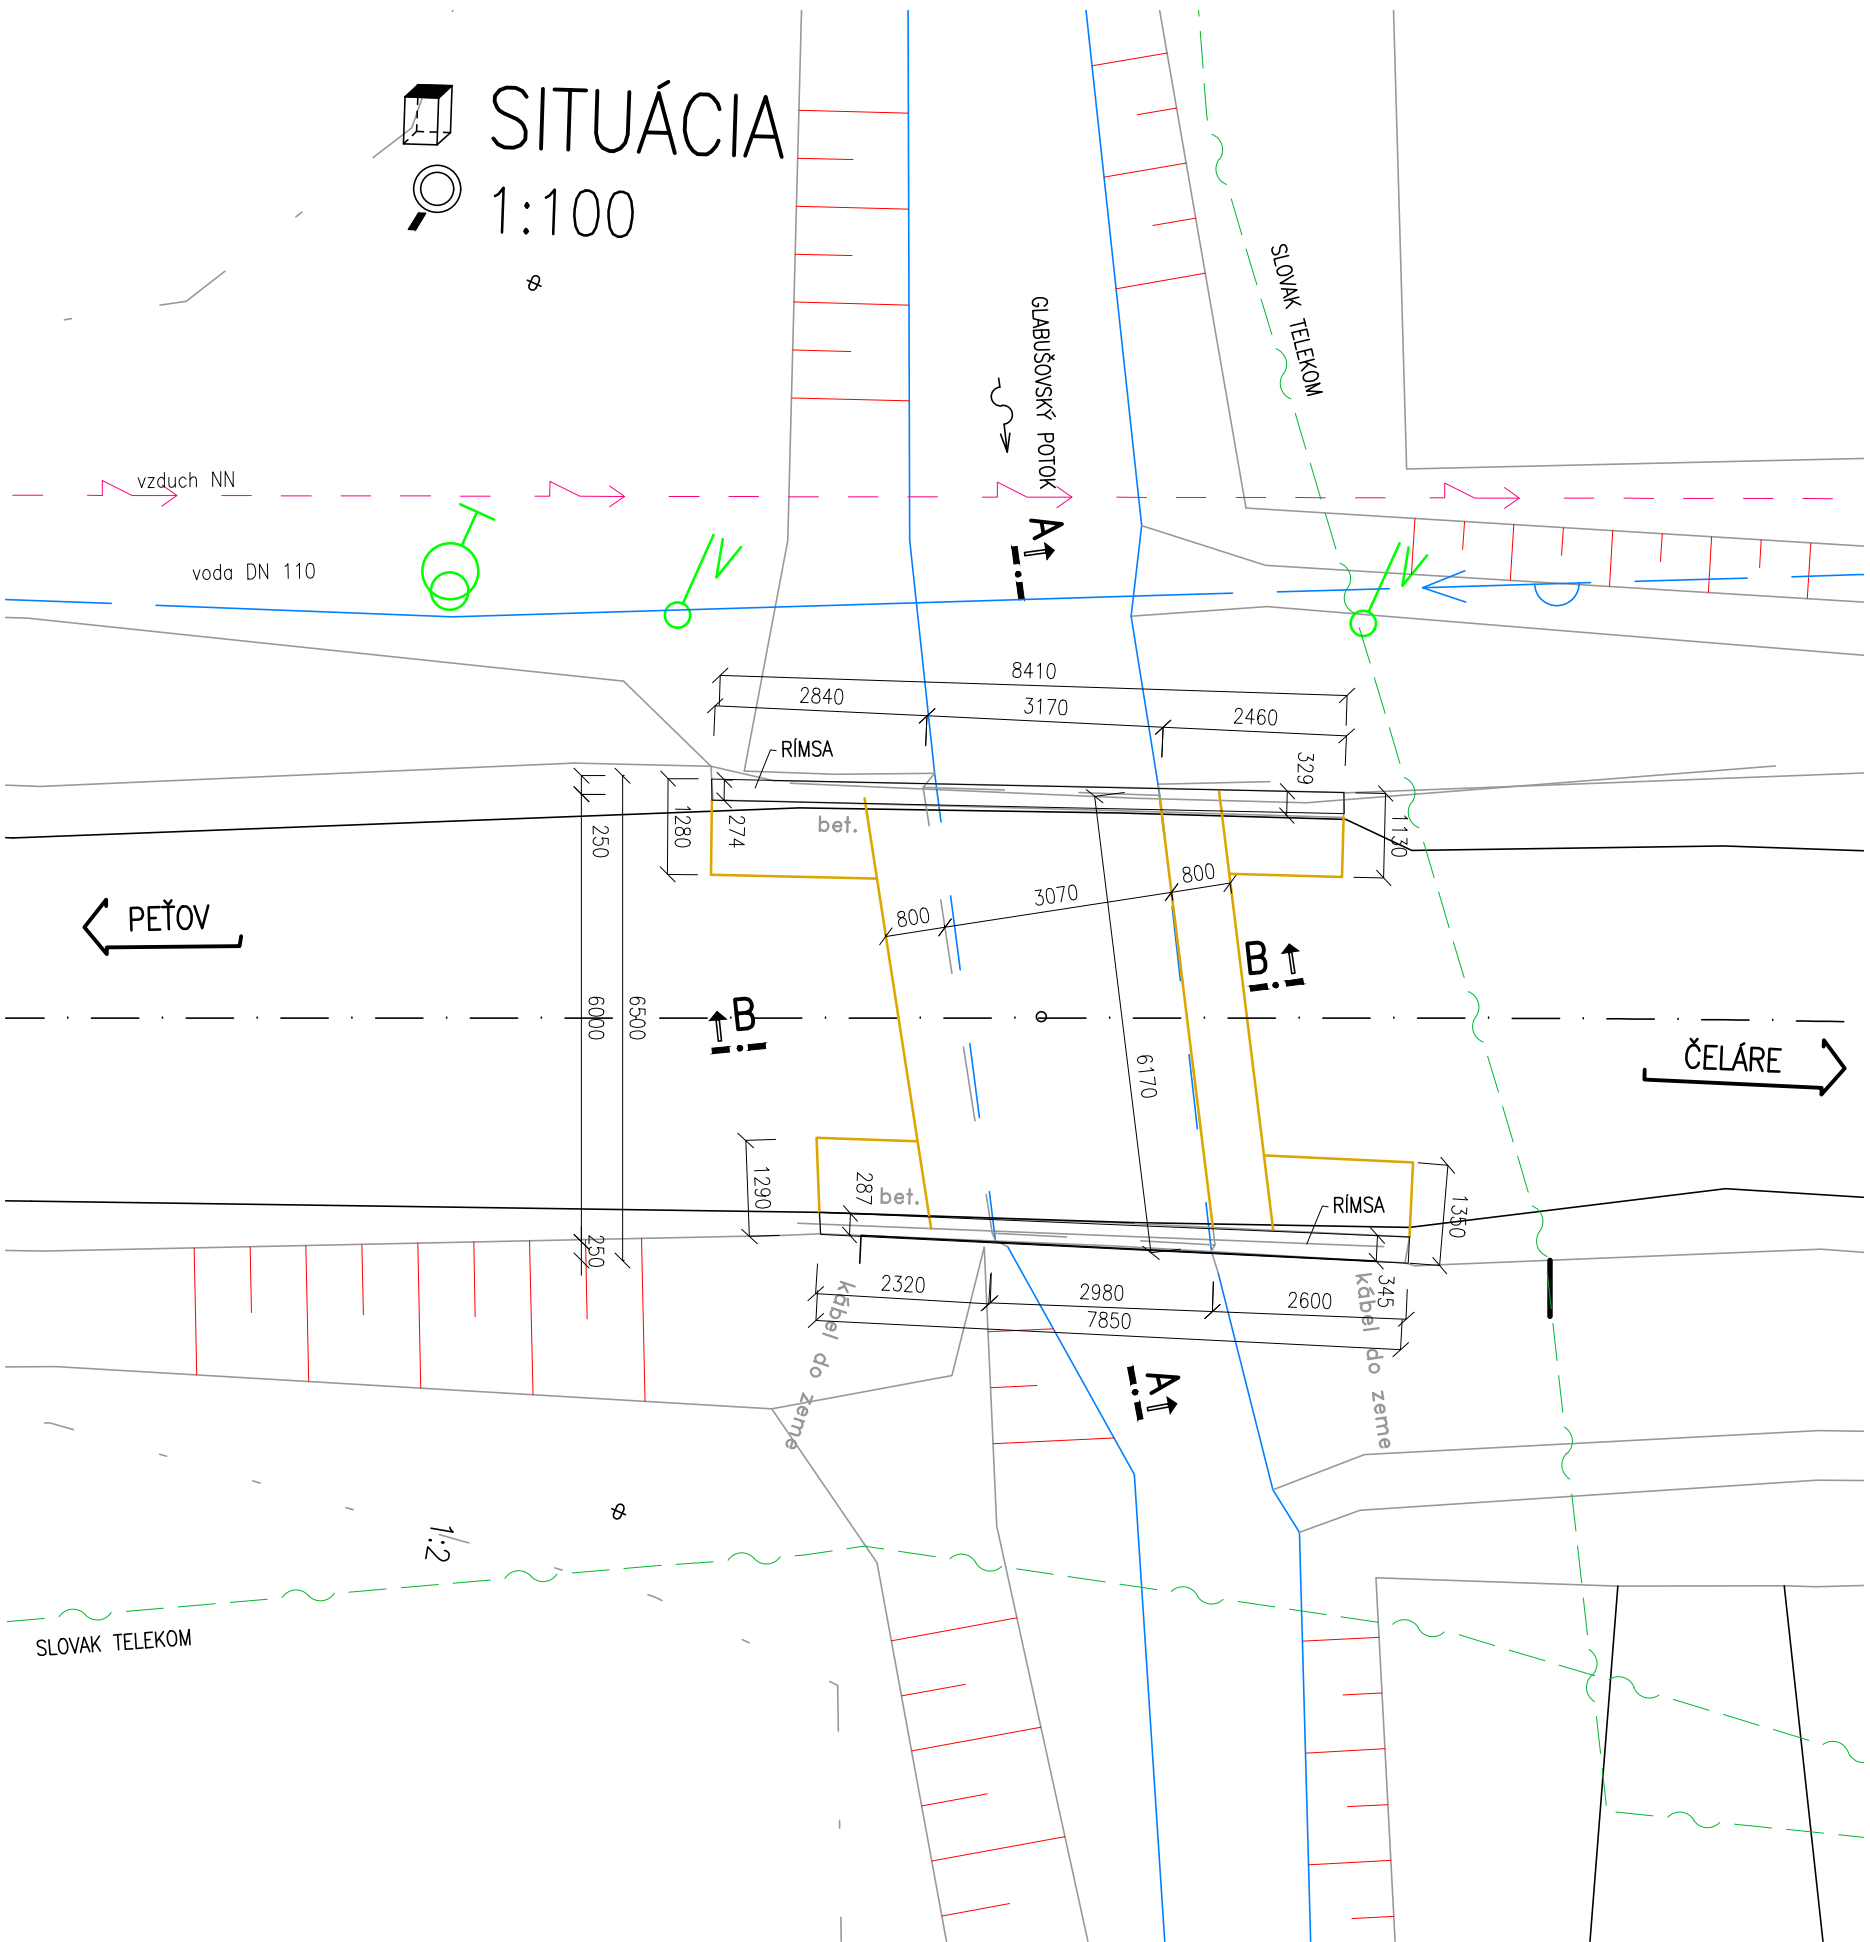 SITUÁCIA
1:100
SLOVAK TELEKOM
GLABUŠOVSKÝ POTOK
vzduch NN
A
voda DN 110
8410
2840
3170
2460
RÍMSA
329
250
1280
274
bet.
1130
800
3070
800
PEŤOV
B
B
6000
6500
6170
ČELÁRE
1290
287
bet.
RÍMSA
1350
250
2320
2980
2600
345
7850
kábel do zeme
kábel do zeme
A
1:2
SLOVAK TELEKOM